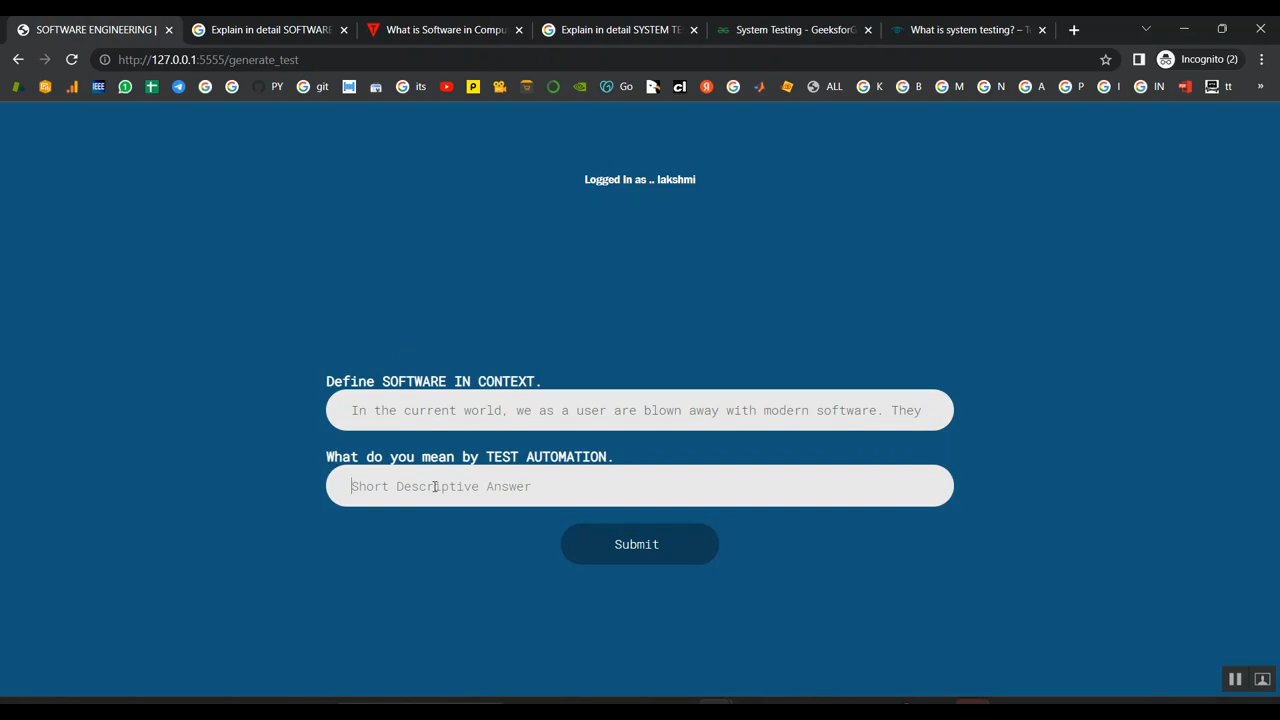 SOFTWARE ENGINEERING |
Explain in detail SOFTWARE
What is Software in Compu
Explain in detail SYSTEM TE
System Testing - GeeksforG
What is system testing? – Te
http://127.0.0.1:5555/generate_test
Incognito (2)
IEEE
PY
git
its
Go
ALL
K
B
M
N
A
P
I
IN
tt
»
Logged In as .. lakshmi
Define SOFTWARE IN CONTEXT.
In the current world, we as a user are blown away with modern software. They
What do you mean by TEST AUTOMATION.
Short Descriptive Answer
Submit